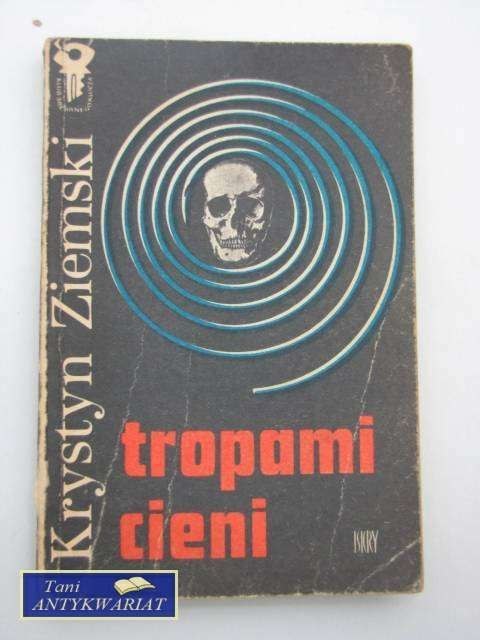 Krystyn Ziemski
tropami
cieni
ISKRY
Tani
ANTYKWARIAT